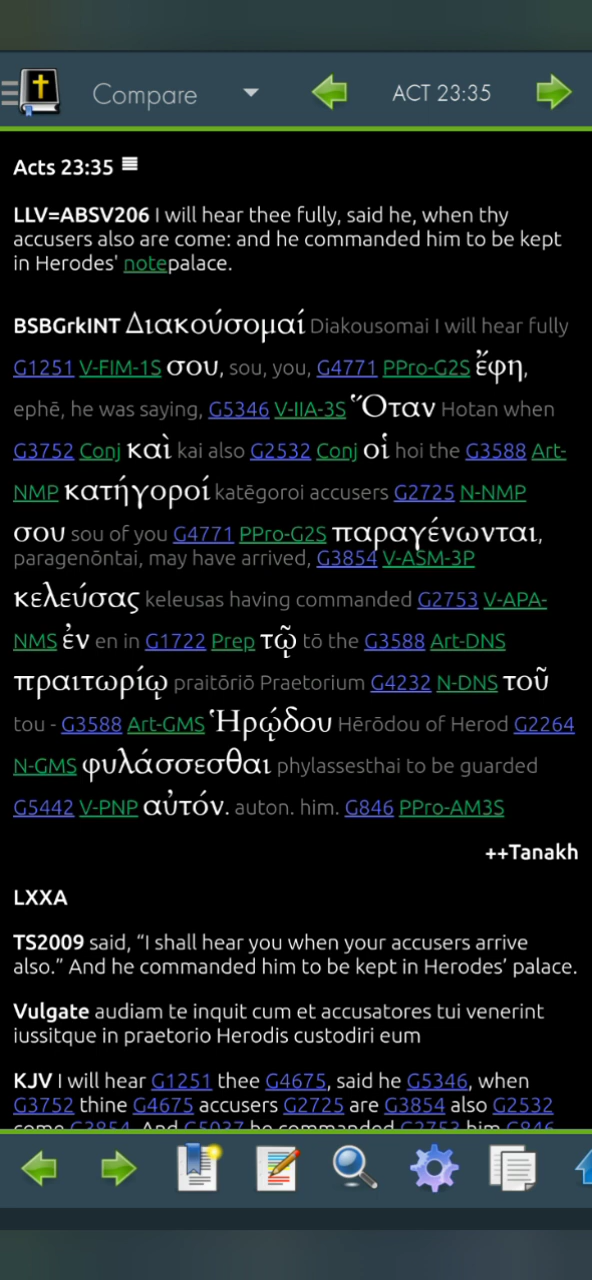 Compare
ACT 23:35
Acts 23:35
LLV=ABSV206 I will hear thee fully, said he, when thy
accusers also are come: and he commanded him to be kept
in Herodes' notepalace.
BSBGrkINT Διακούσομαί Diakousomai I will hear fully
G1251 V-FIM-1S σου, sou, you, G4771 PPro-G2S ἔφη,
ephē, he was saying, G5346 V-IIA-3S Ὅταν Hotan when
G3752 Conj καὶ kai also G2532 Conj οἱ hoi the G3588 Art-
NMP κατήγοροί katēgoroi accusers G2725 N-NMP
σου sou of you G4771 PPro-G2S παραγένωνται,
paragenōntai, may have arrived, G3854 V-ASM-3P
κελεύσας keleusas having commanded G2753 V-APA-
NMS ἐν en in G1722 Prep τῷ tō the G3588 Art-DNS
πραιτωρίῳ praitōriō Praetorium G4232 N-DNS τοῦ
tou - G3588 Art-GMS Ἡρῴδου Hērōdou of Herod G2264
N-GMS φυλάσσεσθαι phylassesthai to be guarded
G5442 V-PNP αὐτόν. auton. him. G846 PPro-AM3S
++Tanakh
LXXA
TS2009 said, “I shall hear you when your accusers arrive
also.” And he commanded him to be kept in Herodes’ palace.
Vulgate audiam te inquit cum et accusatores tui venerint
iussitque in praetorio Herodis custodiri eum
KJV I will hear G1251 thee G4675, said he G5346, when
G3752 thine G4675 accusers G2725 are G3854 also G2532
come G3854. And G5037 he commanded G2753 him G846